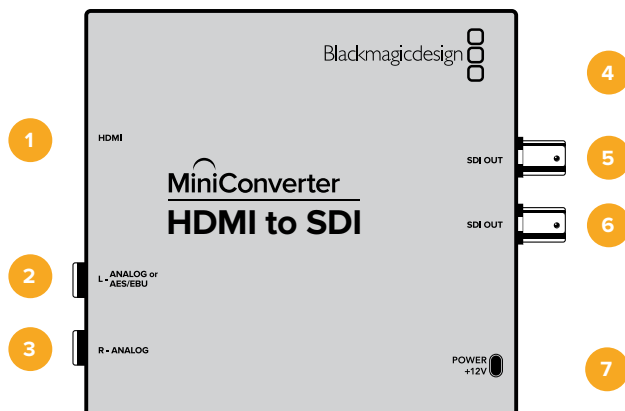 Blackmagicdesign
4
1
HDMI
5
SDI OUT
MiniConverter
HDMI to SDI
6
SDI OUT
2
L - ANALOG or
AES/EBU
3
R - ANALOG
POWER
+12V
7